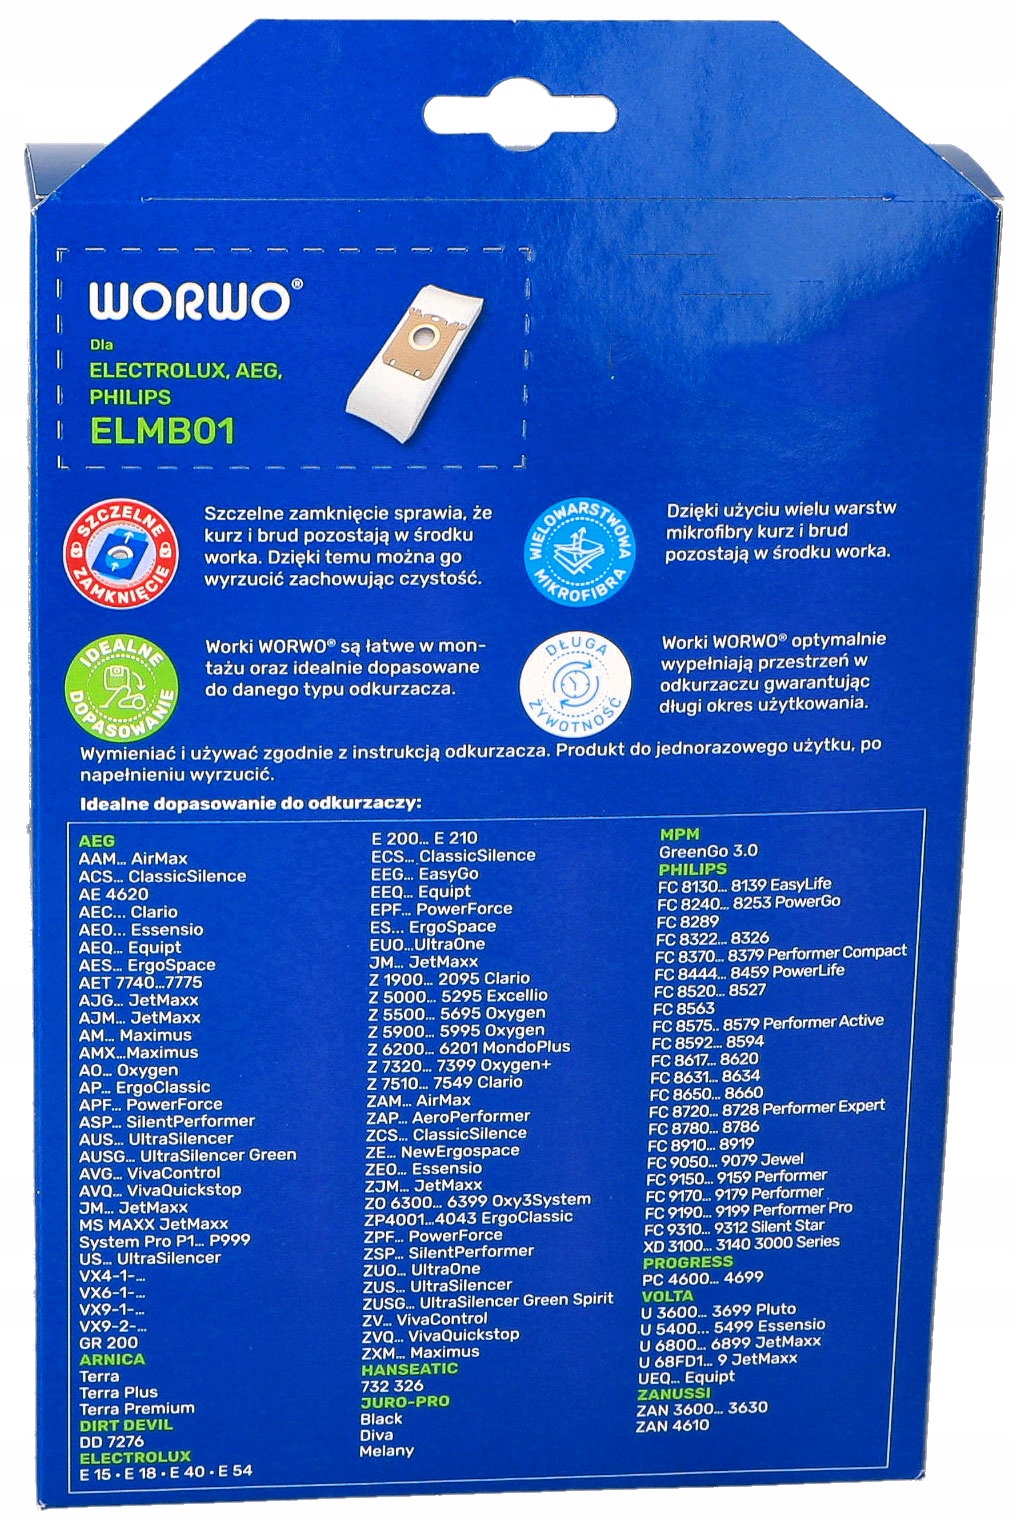 WORWO®
Dla
ELECTROLUX, AEG,
PHILIPS
ELMB01
SZCZELNE
ZAMKNIĘCIE
Szczelne zamknięcie sprawia, że
kurz i brud pozostają w środku
worka. Dzięki temu można go
wyrzucić zachowując czystość.
WIELOWARSTWOWA
MIKROFIBRA
Dzięki użyciu wielu warstw
mikrofibry kurz i brud
pozostają w środku worka.
IDEALNE
DOPASOWANIE
Worki WORWO® są łatwe w mon-
tażu oraz idealnie dopasowane
do danego typu odkurzacza.
DŁUGA
ŻYWOTNOŚĆ
Worki WORWO® optymalnie
wypełniają przestrzeń w
odkurzaczu gwarantując
długi okres użytkowania.
Wymieniać i używać zgodnie z instrukcją odkurzacza. Produkt do jednorazowego użytku, po
napełnieniu wyrzucić.
Idealne dopasowanie do odkurzaczy:
AEG
AAM... AirMax
ACS... ClassicSilence
AE 4620
AEC... Clario
AEO... Essensio
AEQ... Equipt
AES... ErgoSpace
AET 7740...7775
AJG... JetMaxx
AJM... JetMaxx
AM... Maximus
AMX...Maximus
AO... Oxygen
AP... ErgoClassic
APF... PowerForce
ASP... SilentPerformer
AUS... UltraSilencer
AUSG... UltraSilencer Green
AVG... VivaControl
AVQ... VivaQuickstop
JM... JetMaxx
MS MAXX JetMaxx
System Pro P1... P999
US... UltraSilencer
VX4-1-...
VX6-1-...
VX9-1-...
VX9-2-...
GR 200
ARNICA
Terra
Terra Plus
Terra Premium
DIRT DEVIL
DD 7276
ELECTROLUX
E 15 • E 18 • E 40 • E 54
E 200... E 210
ECS... ClassicSilence
EEG... EasyGo
EEQ... Equipt
EPF... PowerForce
ES... ErgoSpace
EUO...UltraOne
JM... JetMaxx
Z 1900... 2095 Clario
Z 5000... 5295 Excellio
Z 5500... 5695 Oxygen
Z 5900... 5995 Oxygen
Z 6200... 6201 MondoPlus
Z 7320... 7399 Oxygen+
Z 7510... 7549 Clario
ZAM... AirMax
ZAP... AeroPerformer
ZCS... ClassicSilence
ZE... NewErgospace
ZEO... Essensio
ZJM... JetMaxx
ZO 6300... 6399 Oxy3System
ZP4001...4043 ErgoClassic
ZPF... PowerForce
ZSP... SilentPerformer
ZUO... UltraOne
ZUS... UltraSilencer
ZUSG... UltraSilencer Green Spirit
ZV... VivaControl
ZVQ... VivaQuickstop
ZXM... Maximus
HANSEATIC
732 326
JURO-PRO
Black
Diva
Melany
MPM
GreenGo 3.0
PHILIPS
FC 8130... 8139 EasyLife
FC 8240... 8253 PowerGo
FC 8289
FC 8322... 8326
FC 8370... 8379 Performer Compact
FC 8444... 8459 PowerLife
FC 8520... 8527
FC 8563
FC 8575.. 8579 Performer Active
FC 8592... 8594
FC 8617... 8620
FC 8631... 8634
FC 8650... 8660
FC 8720... 8728 Performer Expert
FC 8780... 8786
FC 8910... 8919
FC 9050... 9079 Jewel
FC 9150... 9159 Performer
FC 9170... 9179 Performer
FC 9190... 9199 Performer Pro
FC 9310... 9312 Silent Star
XD 3100... 3140 3000 Series
PROGRESS
PC 4600... 4699
VOLTA
U 3600... 3699 Pluto
U 5400... 5499 Essensio
U 6800... 6899 JetMaxx
U 68FD1... 9 JetMaxx
UEQ... Equipt
ZANUSSI
ZAN 3600... 3630
ZAN 4610